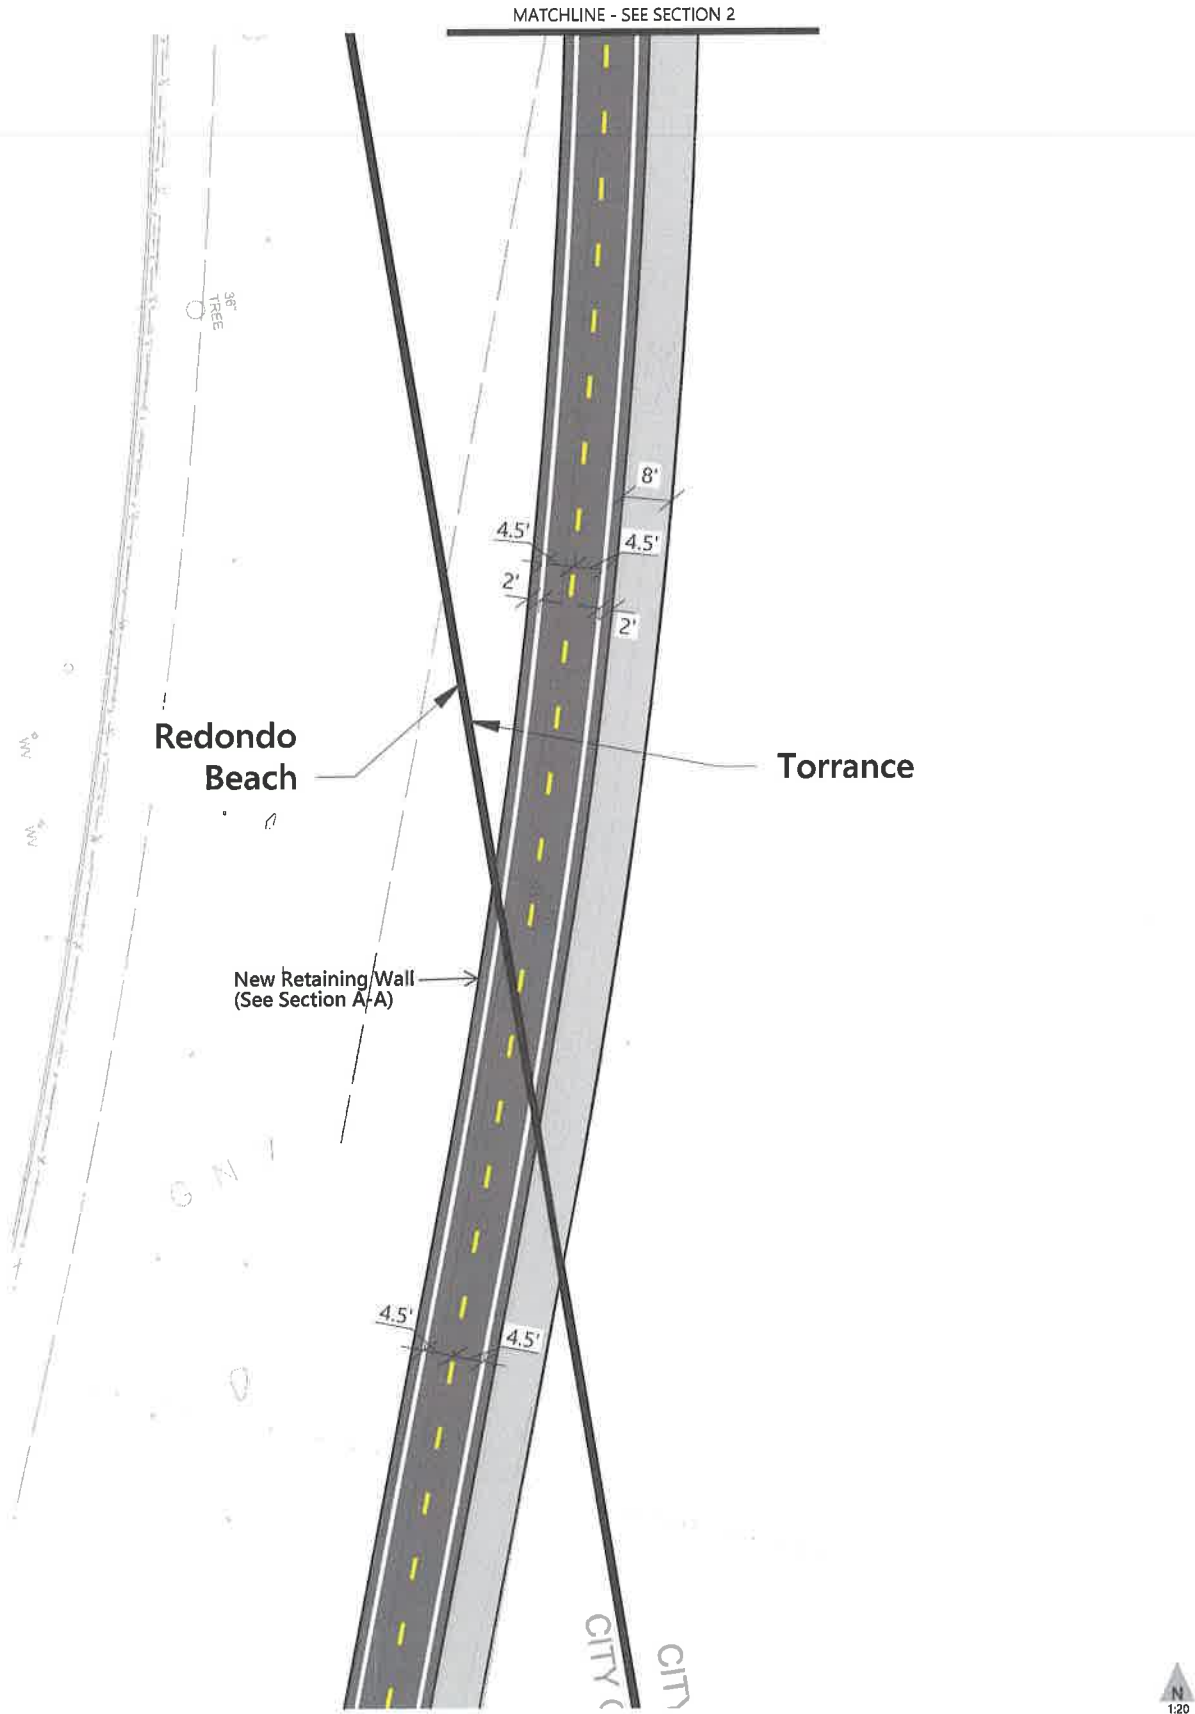 MATCHLINE - SEE SECTION 2
36"
TREE
8'
4.5'
4.5'
2'
2'
Redondo
Beach
Torrance
New Retaining Wall
(See Section A-A)
G N I
4.5'
4.5'
CITY
CITY
N
1:20